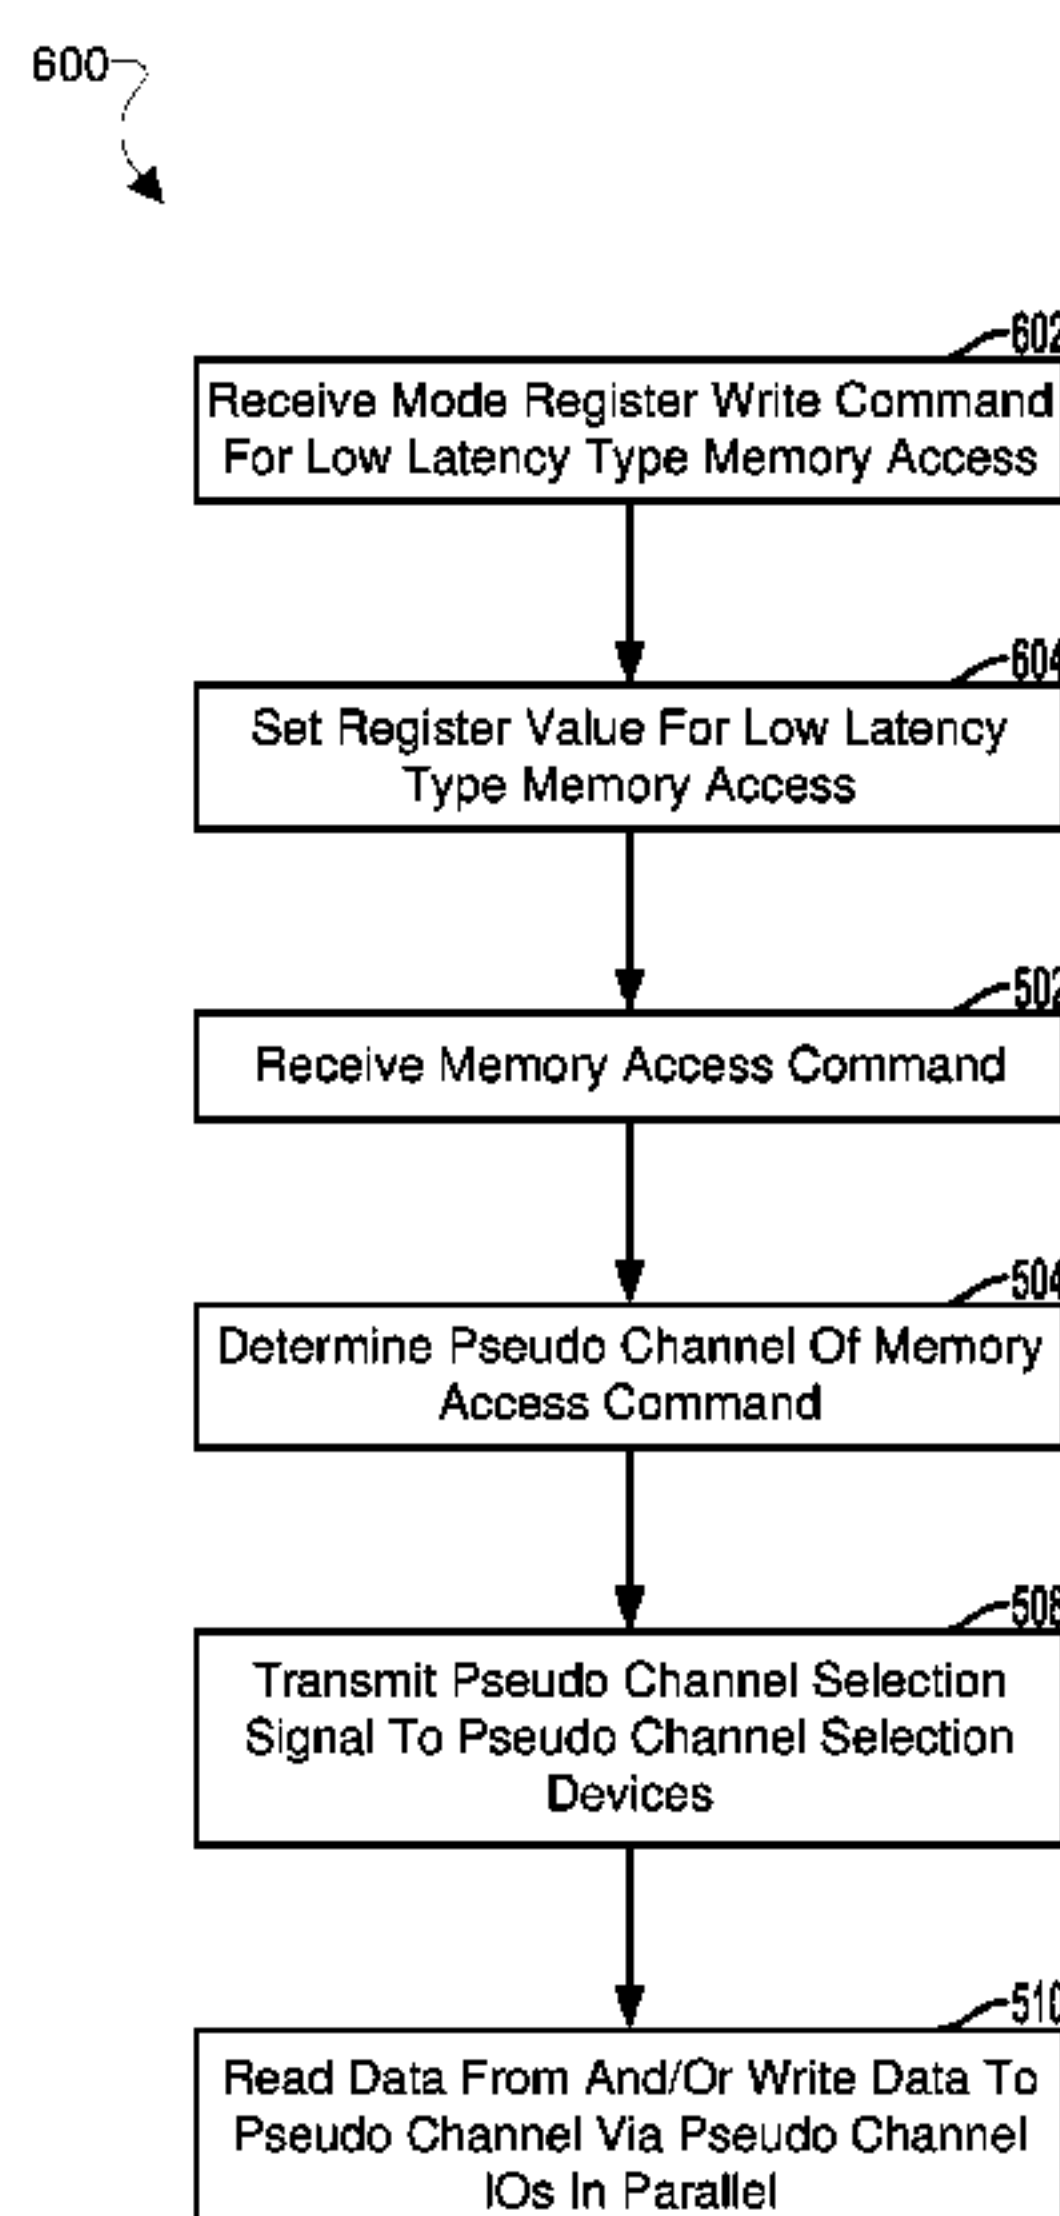 600
602
Receive Mode Register Write Command
For Low Latency Type Memory Access
604
Set Register Value For Low Latency
Type Memory Access
502
Receive Memory Access Command
504
Determine Pseudo Channel Of Memory
Access Command
508
Transmit Pseudo Channel Selection
Signal To Pseudo Channel Selection
Devices
510
Read Data From And/Or Write Data To
Pseudo Channel Via Pseudo Channel
IOs In Parallel